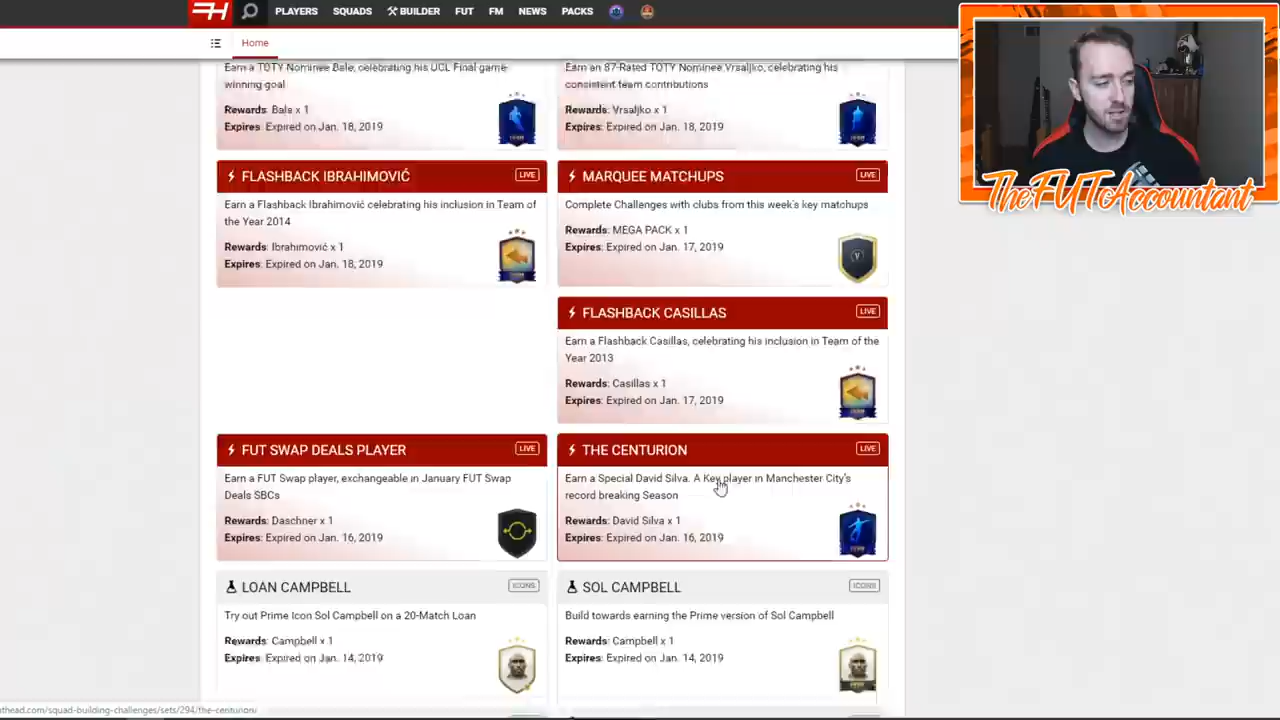 FH
PLAYERS SQUADS BUILDER FUT FM NEWS PACKS
Home
TheFUTAccountant
Earn a TOTY Nominee Bale, celebrating his UCL Final game-
winning goal
Rewards: Bale x 1
Expires: Expired on Jan. 18, 2019
Earn an 87-Rated TOTY Nominee Vrsaljko, celebrating his
consistent team contributions
Rewards: Vrsaljko x 1
Expires: Expired on Jan. 18, 2019
FLASHBACK IBRAHIMOVIĆ LIVE
Earn a Flashback Ibrahimović celebrating his inclusion in Team of
the Year 2014
Rewards: Ibrahimović x 1
Expires: Expired on Jan. 18, 2019
MARQUEE MATCHUPS LIVE
Complete Challenges with clubs from this week's key matchups
Rewards: MEGA PACK x 1
Expires: Expired on Jan. 17, 2019
FLASHBACK CASILLAS LIVE
Earn a Flashback Casillas, celebrating his inclusion in Team of the
Year 2013
Rewards: Casillas x 1
Expires: Expired on Jan. 17, 2019
FUT SWAP DEALS PLAYER LIVE
Earn a FUT Swap player, exchangeable in January FUT Swap
Deals SBCs
Rewards: Daschner x 1
Expires: Expired on Jan. 16, 2019
THE CENTURION LIVE
Earn a Special David Silva. A Key player in Manchester City's
record breaking Season
Rewards: David Silva x 1
Expires: Expired on Jan. 16, 2019
LOAN CAMPBELL ICONS
Try out Prime Icon Sol Campbell on a 20-Match Loan
Rewards: Campbell x 1
Expires: Expired on Jan. 14, 2019
SOL CAMPBELL ICONS
Build towards earning the Prime version of Sol Campbell
Rewards: Campbell x 1
Expires: Expired on Jan. 14, 2019
thead.com/squad-building-challenges/sets/294/the-centurion/